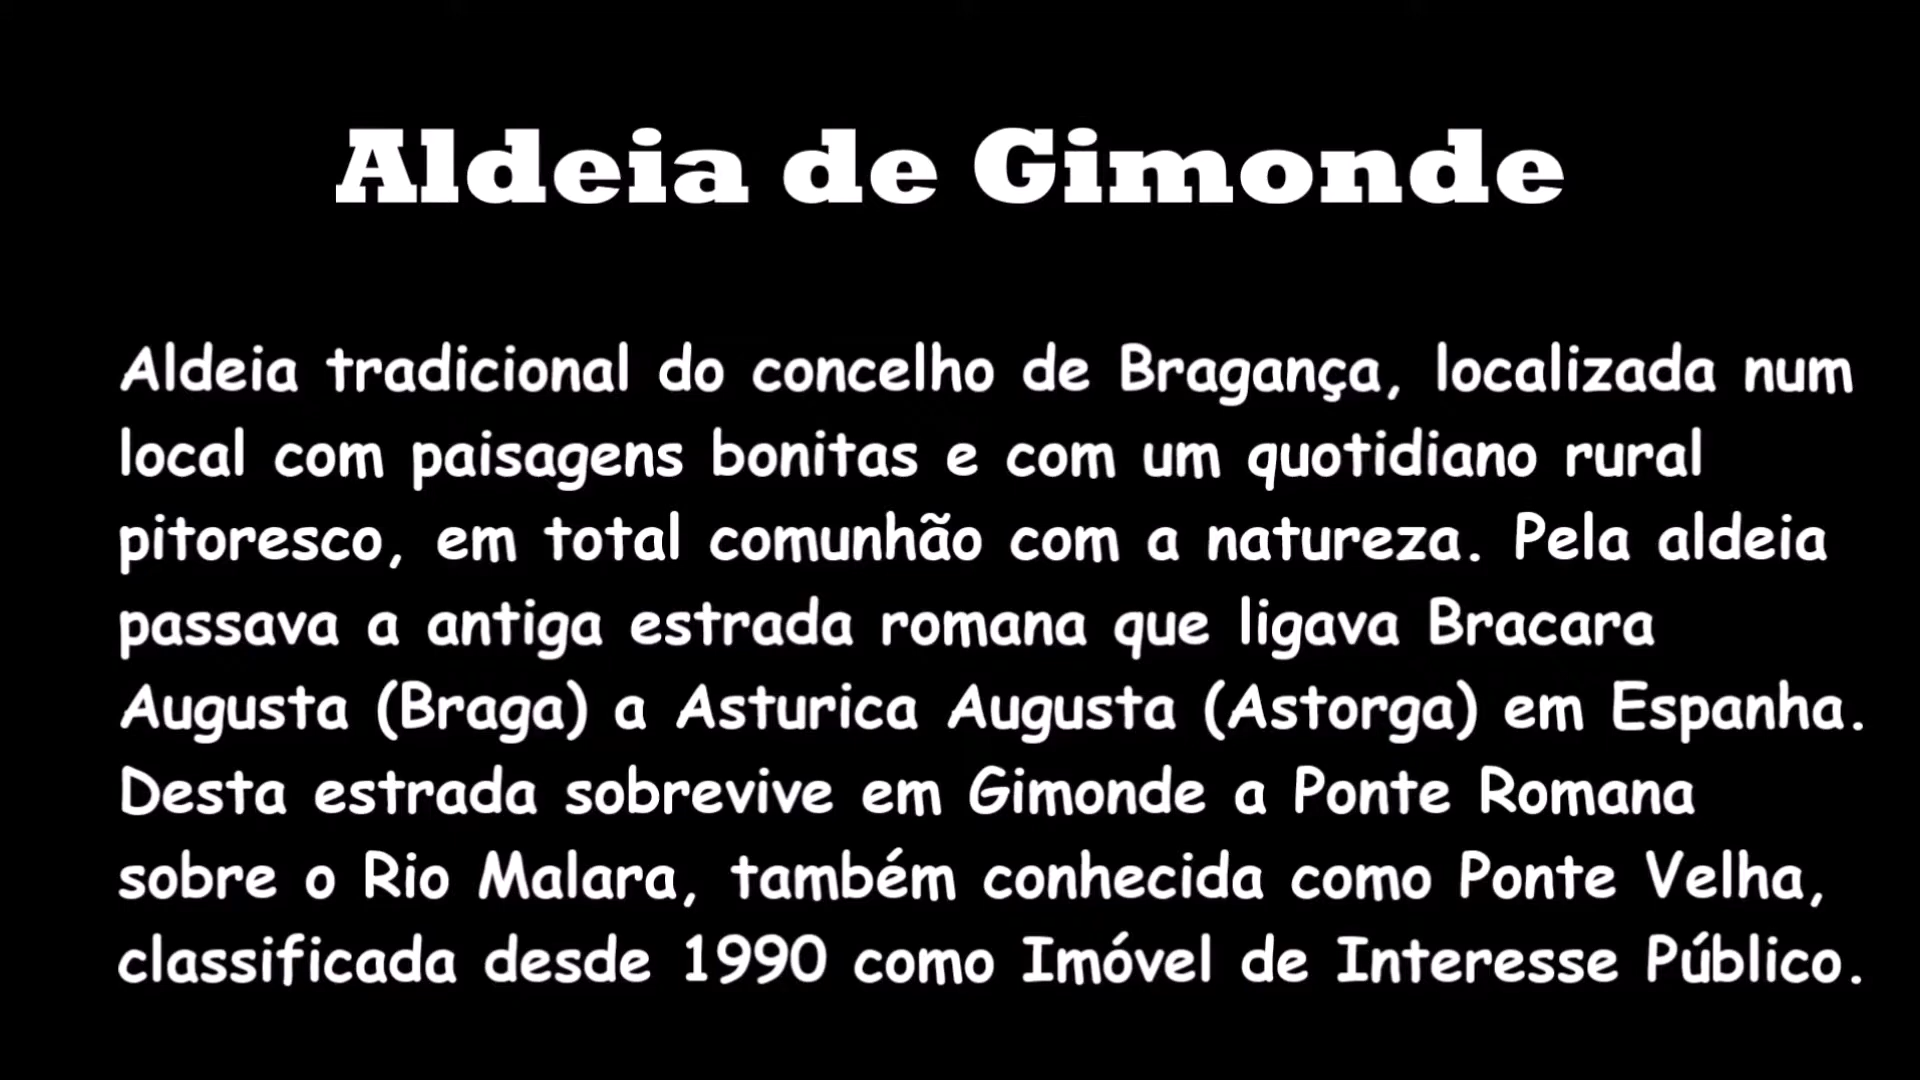 Aldeia de Gimonde
Aldeia tradicional do concelho de Bragança, localizada num
local com paisagens bonitas e com um quotidiano rural
pitoresco, em total comunhão com a natureza. Pela aldeia
passava a antiga estrada romana que ligava Bracara
Augusta (Braga) a Asturica Augusta (Astorga) em Espanha.
Desta estrada sobrevive em Gimonde a Ponte Romana
sobre o Rio Malara, também conhecida como Ponte Velha,
classificada desde 1990 como Imóvel de Interesse Público.